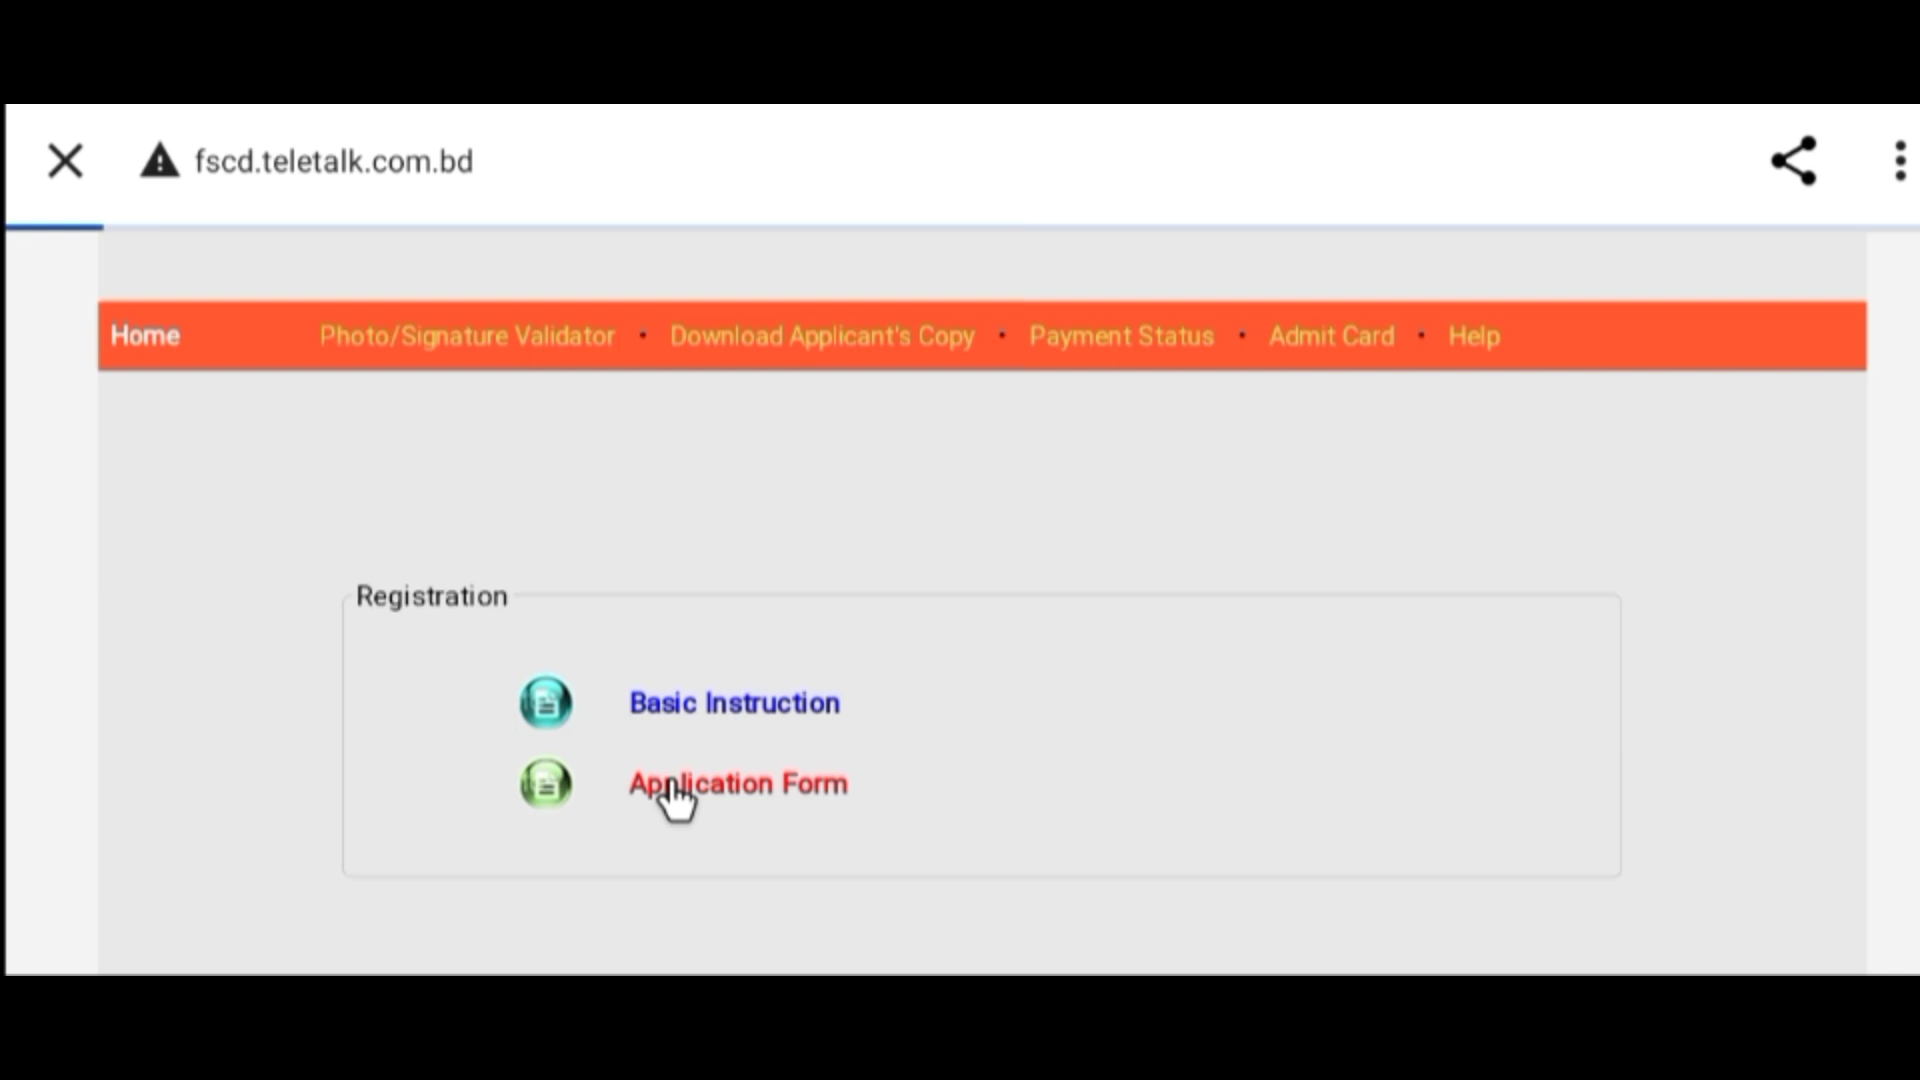 fscd.teletalk.com.bd
Home Photo/Signature Validator • Download Applicant's Copy • Payment Status • Admit Card • Help
Registration
Basic Instruction
Application Form